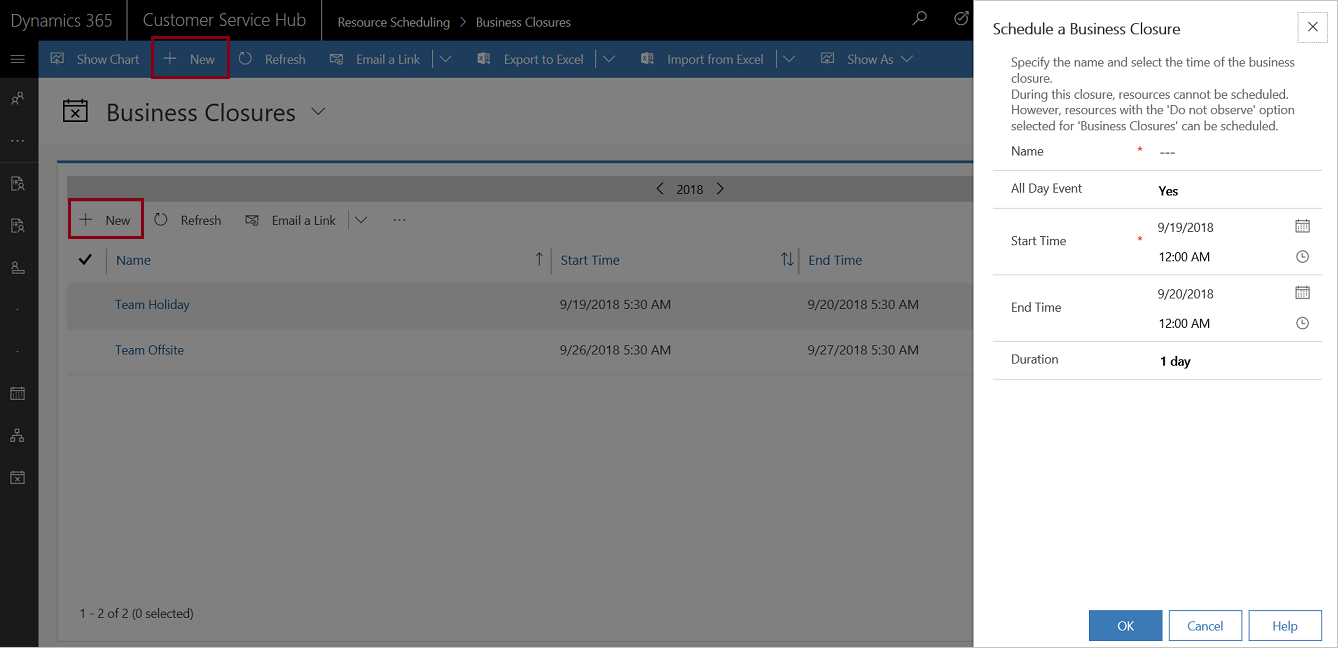 Dynamics 365 Customer Service Hub Resource Scheduling > Business Closures
Show Chart New Refresh Email a Link Export to Excel Import from Excel Show As
Business Closures
2018
New Refresh Email a Link ...
Name Start Time End Time
Team Holiday 9/19/2018 5:30 AM 9/20/2018 5:30 AM
Team Offsite 9/26/2018 5:30 AM 9/27/2018 5:30 AM
1 - 2 of 2 (0 selected)
Schedule a Business Closure
Specify the name and select the time of the business
closure.
During this closure, resources cannot be scheduled.
However, resources with the 'Do not observe' option
selected for 'Business Closures' can be scheduled.
Name * ---
All Day Event Yes
9/19/2018
Start Time *
12:00 AM
9/20/2018
End Time
12:00 AM
Duration 1 day
OK Cancel Help